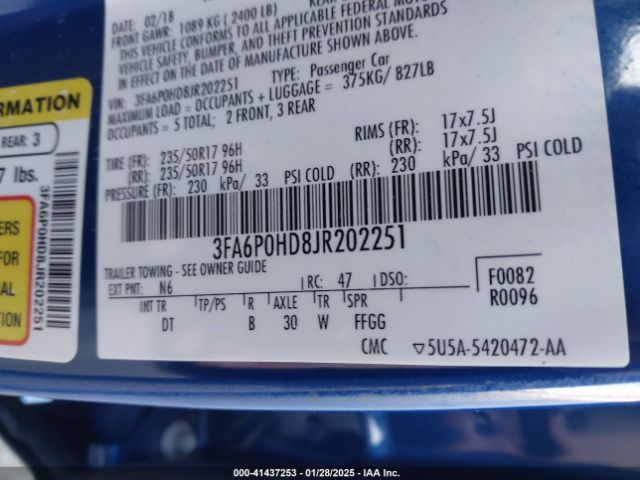 DATE: 02/18
FRONT GAWR: 1089 KG ( 2400 LB)
THIS VEHICLE CONFORMS TO ALL APPLICABLE FEDERAL MOTOR
VEHICLE SAFETY, BUMPER, AND THEFT PREVENTION STANDARDS
IN EFFECT ON THE DATE OF MANUFACTURE SHOWN ABOVE.
VIN: 3FA6P0HD8JR202251 TYPE: Passenger Car
MAXIMUM LOAD = OCCUPANTS + LUGGAGE = 375KG/ 827LB
OCCUPANTS = 5 TOTAL: 2 FRONT, 3 REAR
TIRE (FR): 235/50R17 96H RIMS (FR): 17x7.5J
(RR): 235/50R17 96H (RR): 17x7.5J
PRESSURE (FR): 230 kPa/ 33 PSI COLD (RR): 230 kPa/ 33 PSI COLD
3FA6P0HD8JR202251
TRAILER TOWING - SEE OWNER GUIDE
EXT PNT: N6 RC: 47 DSO: F0082
INT TR TP/PS R AXLE TR SPR R0096
DT B 30 W FFGG
CMC 5U5A-5420472-AA
REAR: 3
7 lbs.
3FA6P0HD8JR202251
FOR
000-41437253 | 01/28/2025 | IAA Inc.